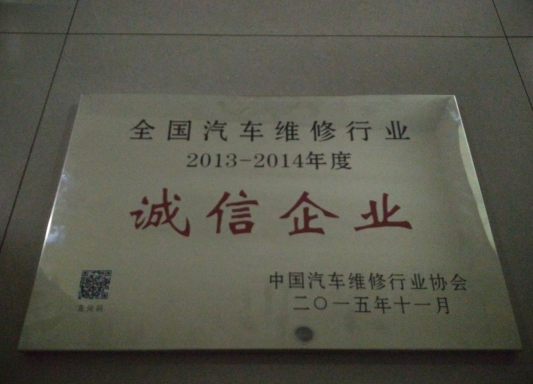 全国汽车维修行业
2013-2014年度
诚信企业
中国汽车维修行业协会
二〇一五年十一月